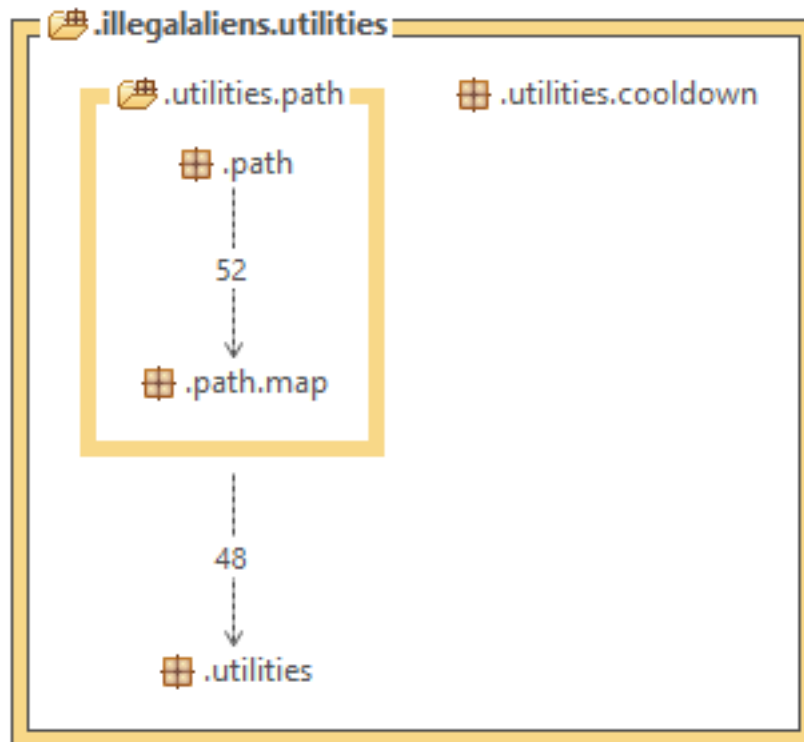 .illegalaliens.utilities
.utilities.path
.utilities.cooldown
.path
52
.path.map
48
.utilities